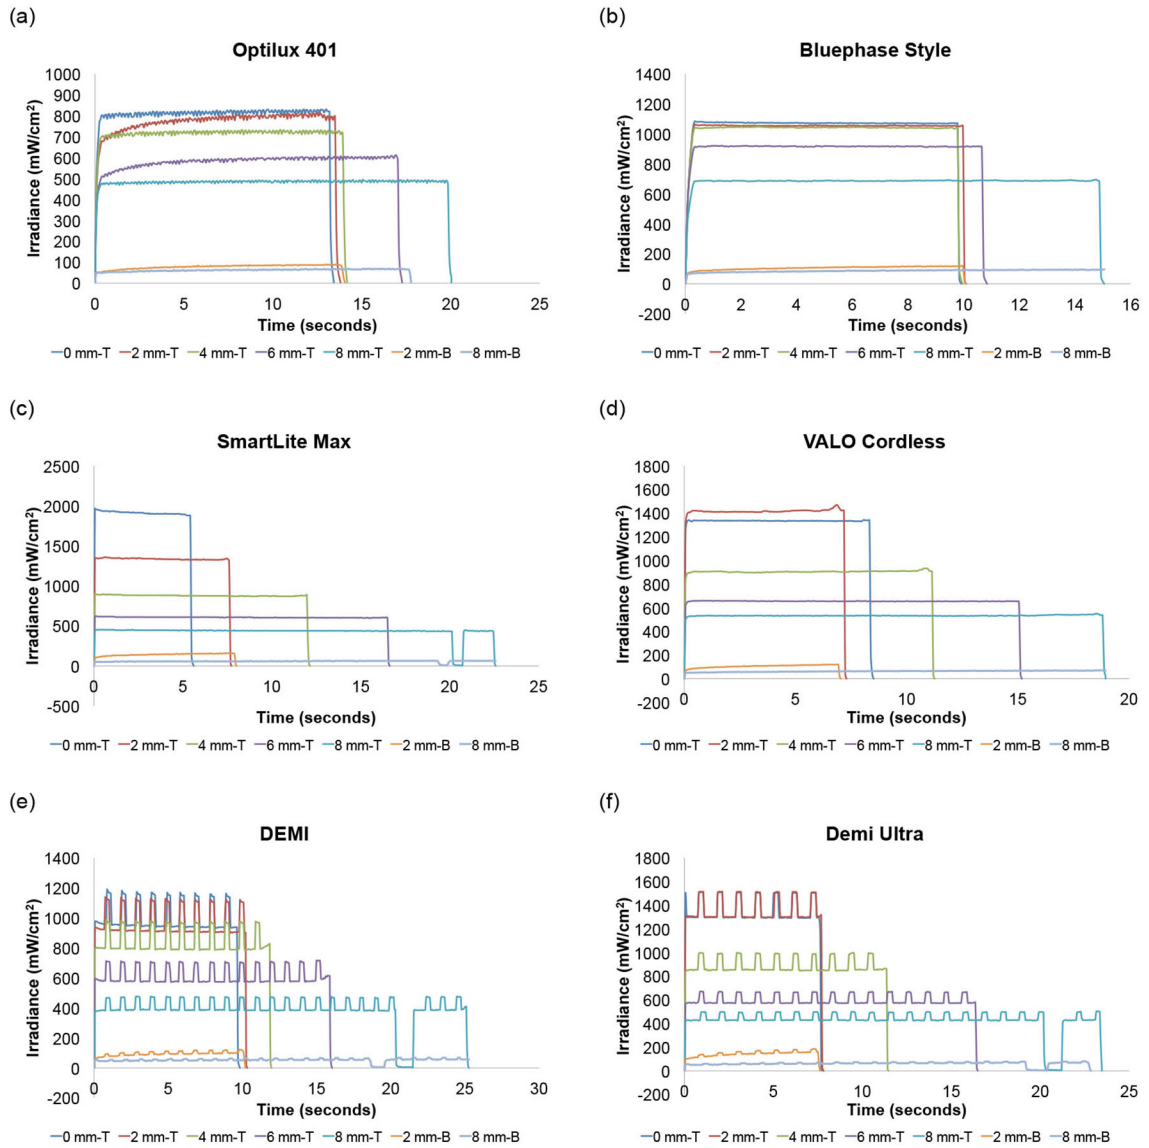 (a)
Optilux 401
Irradiance (mW/cm²)
1000
900
800
700
600
500
400
300
200
100
0
0 5 10 15 20 25
Time (seconds)
0 mm-T 2 mm-T 4 mm-T 6 mm-T 8 mm-T 2 mm-B 8 mm-B
(b)
Bluephase Style
Irradiance (mW/cm²)
1400
1200
1000
800
600
400
200
0
-200
0 2 4 6 8 10 12 14 16
Time (seconds)
0 mm-T 2 mm-T 4 mm-T 6 mm-T 8 mm-T 2 mm-B 8 mm-B
(c)
SmartLite Max
Irradiance (mW/cm²)
2500
2000
1500
1000
500
0
-500
0 5 10 15 20 25
Time (seconds)
0 mm-T 2 mm-T 4 mm-T 6 mm-T 8 mm-T 2 mm-B 8 mm-B
(d)
VALO Cordless
Irradiance (mW/cm²)
1800
1600
1400
1200
1000
800
600
400
200
0
-200
5 10 15 20
Time (seconds)
0 mm-T 2 mm-T 4 mm-T 6 mm-T 8 mm-T 2 mm-B 8 mm-B
(e)
DEMI
Irradiance (mW/cm²)
1400
1200
1000
800
600
400
200
0
-200
0 5 10 15 20 25 30
Time (seconds)
0 mm-T 2 mm-T 4 mm-T 6 mm-T 8 mm-T 2 mm-B 8 mm-B
(f)
Demi Ultra
Irradiance (mW/cm²)
1800
1600
1400
1200
1000
800
600
400
200
0
-200
0 5 10 15 20 25
Time (seconds)
0 mm-T 2 mm-T 4 mm-T 6 mm-T 8 mm-T 2 mm-B 8 mm-B